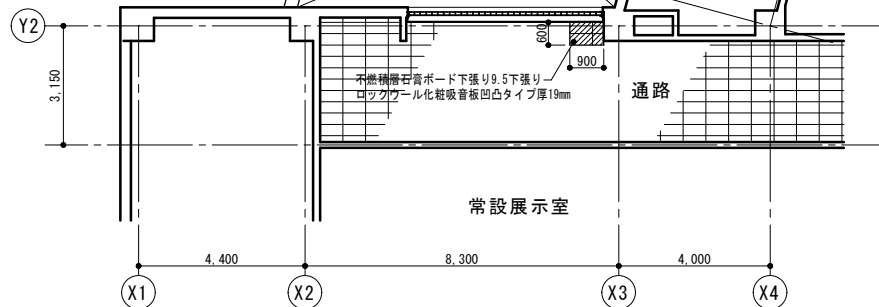 Y2
600
900
3,150
不燃積層石膏ボード下張り9.5下張り
ロックウール化粧吸音板凹凸タイプ厚19mm
通路
常設展示室
4,400
8,300
4,000
X1
X2
X3
X4